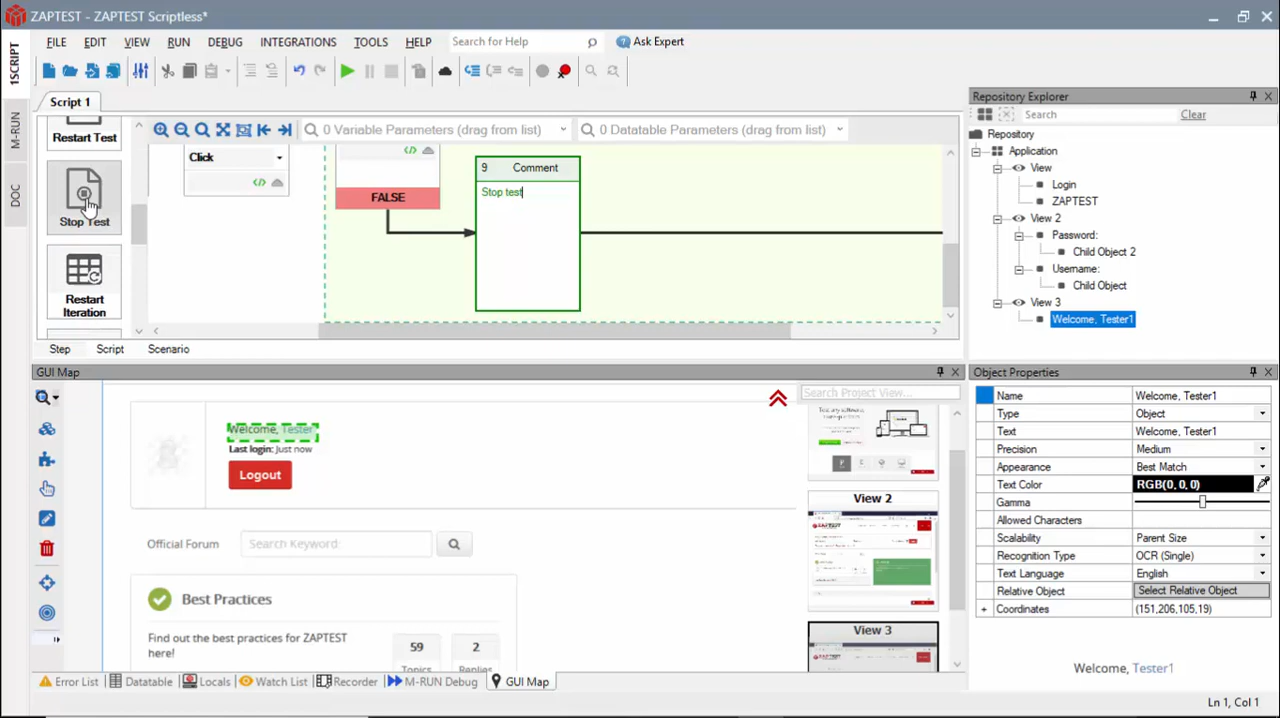 ZAPTEST - ZAPTEST Scriptless*
FILE EDIT VIEW RUN DEBUG INTEGRATIONS TOOLS HELP Search for Help Ask Expert
1SCRIPT
M-RUN
DOC
Script 1
Restart Test
Stop Test
Restart
Iteration
0 Variable Parameters (drag from list)
0 Datatable Parameters (drag from list)
Click
FALSE
9 Comment
Stop test
Step Script Scenario
Repository Explorer
Search Clear
Repository
Application
View
Login
ZAPTEST
View 2
Password:
Child Object 2
Username:
Child Object
View 3
Welcome, Tester1
GUI Map
Search Project View...
Welcome, Tester
Last login: Just now
Logout
Official Forum
Search Keyword:
Best Practices
Find out the best practices for ZAPTEST
here!
59
Topics
2
Replies
View 2
View 3
Object Properties
Name Welcome, Tester1
Type Object
Text Welcome, Tester1
Precision Medium
Appearance Best Match
Text Color RGB(0, 0, 0)
Gamma
Allowed Characters
Scalability Parent Size
Recognition Type OCR (Single)
Text Language English
Relative Object Select Relative Object
Coordinates (151,206,105,19)
Welcome, Tester1
Error List Datatable Locals Watch List Recorder M-RUN Debug GUI Map
Ln 1, Col 1